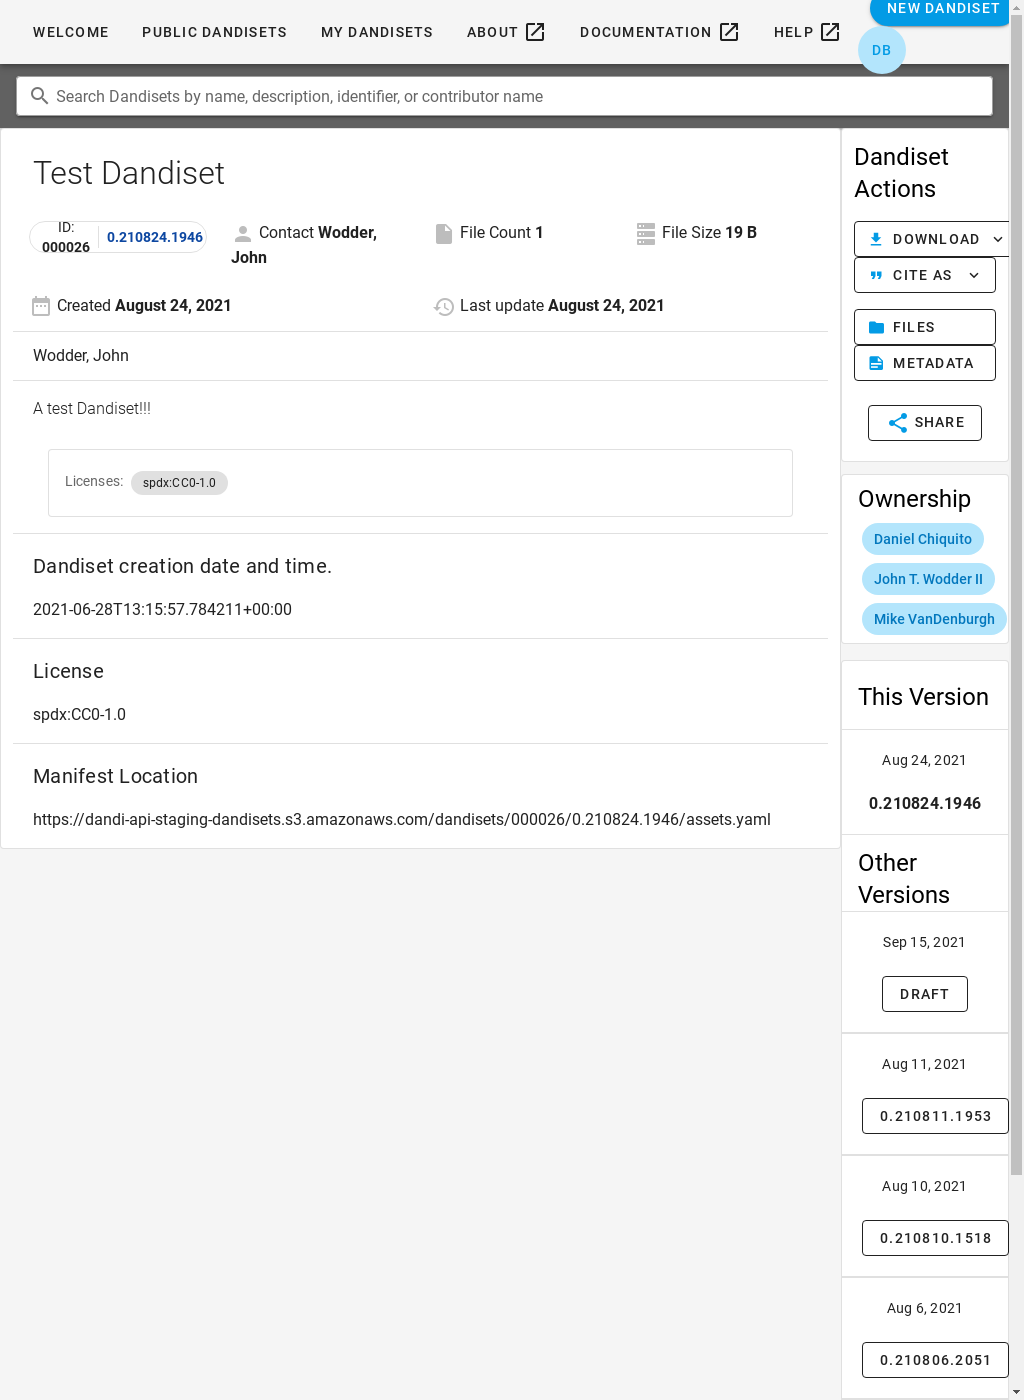 WELCOME PUBLIC DANDISETS MY DANDISETS ABOUT DOCUMENTATION HELP NEW DANDISET
DB
Search Dandisets by name, description, identifier, or contributor name
Test Dandiset
ID:
000026
0.210824.1946
Contact Wodder,
John
File Count 1
File Size 19 B
Created August 24, 2021
Last update August 24, 2021
Wodder, John
A test Dandiset!!!
Licenses: spdx:CC0-1.0
Dandiset creation date and time.
2021-06-28T13:15:57.784211+00:00
License
spdx:CC0-1.0
Manifest Location
https://dandi-api-staging-dandisets.s3.amazonaws.com/dandisets/000026/0.210824.1946/assets.yaml
Dandiset
Actions
DOWNLOAD
CITE AS
FILES
METADATA
SHARE
Ownership
Daniel Chiquito
John T. Wodder II
Mike VanDenburgh
This Version
Aug 24, 2021
0.210824.1946
Other
Versions
Sep 15, 2021
DRAFT
Aug 11, 2021
0.210811.1953
Aug 10, 2021
0.210810.1518
Aug 6, 2021
0.210806.2051